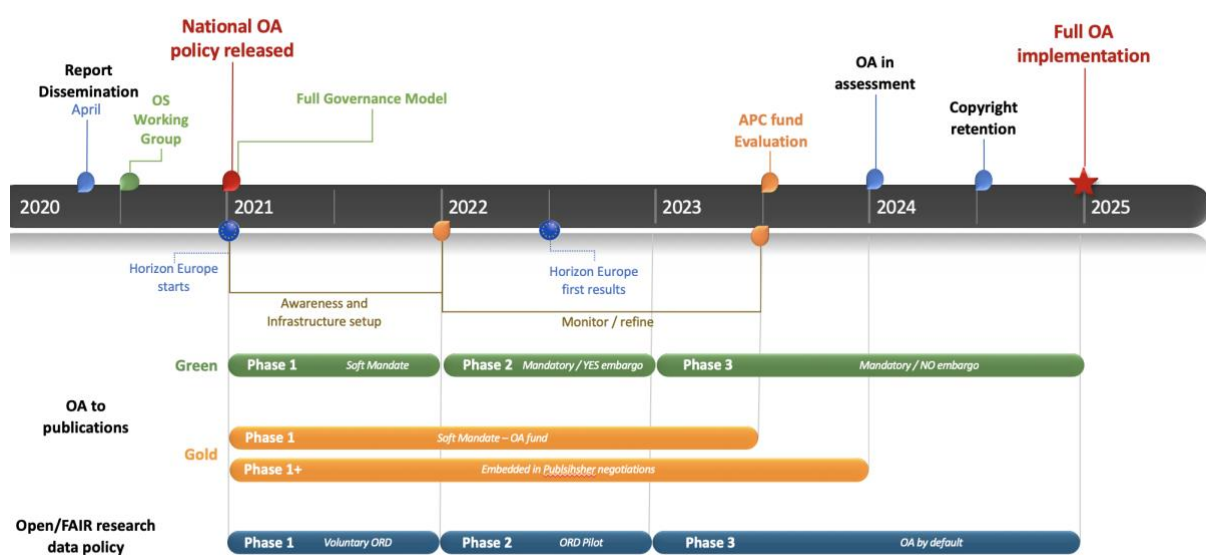 National OA
policy released
Full OA
implementation
Report
Dissemination
April
OS
Working
Group
Full Governance Model
OA in
assessment
Copyright
retention
APC fund
Evaluation
2020
2021
2022
2023
2024
2025
Horizon Europe
starts
Horizon Europe
first results
Awareness and
Infrastructure setup
Monitor / refine
Green
Phase 1 Soft Mandate
Phase 2 Mandatory / YES embargo
Phase 3 Mandatory / NO embargo
OA to
publications
Gold
Phase 1 Soft Mandate – OA fund
Phase 1+ Embedded in Publsihsher negotiations
Open/FAIR research
data policy
Phase 1 Voluntary ORD
Phase 2 ORD Pilot
Phase 3 OA by default